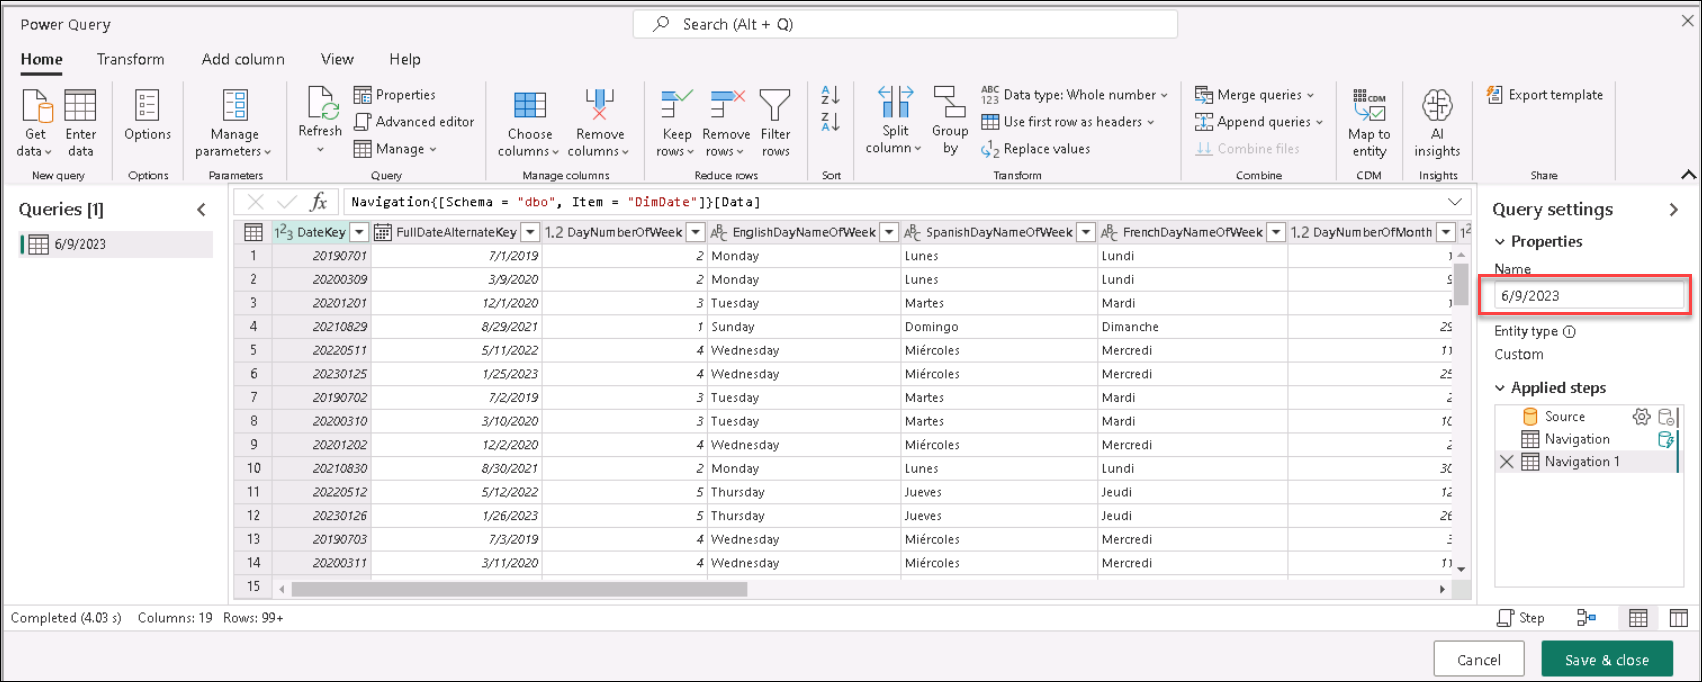 Power Query
Search (Alt + Q)
Home Transform Add column View Help
Get data Enter data Options Manage parameters Refresh Properties Advanced editor Manage Choose columns Remove columns Keep rows Remove rows Filter rows Split column Group by Data type: Whole number Use first row as headers Replace values Merge queries Append queries Combine files Map to entity AI insights Export template
New query Options Parameters Query Manage columns Reduce rows Sort Transform Combine CDM Insights Share
Queries [1]
6/9/2023
fx Navigation{[Schema = "dbo", Item = "DimDate"]}[Data]
DateKey FullDateAlternateKey 1.2 DayNumberOfWeek EnglishDayNameOfWeek SpanishDayNameOfWeek FrenchDayNameOfWeek 1.2 DayNumberOfMonth
1 20190701 7/1/2019 2 Monday Lunes Lundi
2 20200309 3/9/2020 2 Monday Lunes Lundi
3 20201201 12/1/2020 3 Tuesday Martes Mardi
4 20210829 8/29/2021 1 Sunday Domingo Dimanche 29
5 20220511 5/11/2022 4 Wednesday Miércoles Mercredi 11
6 20230125 1/25/2023 4 Wednesday Miércoles Mercredi 25
7 20190702 7/2/2019 3 Tuesday Martes Mardi
8 20200310 3/10/2020 3 Tuesday Martes Mardi 10
9 20201202 12/2/2020 4 Wednesday Miércoles Mercredi
10 20210830 8/30/2021 2 Monday Lunes Lundi 30
11 20220512 5/12/2022 5 Thursday Jueves Jeudi 12
12 20230126 1/26/2023 5 Thursday Jueves Jeudi 26
13 20190703 7/3/2019 4 Wednesday Miércoles Mercredi
14 20200311 3/11/2020 4 Wednesday Miércoles Mercredi 11
15
Query settings
Properties
Name
6/9/2023
Entity type
Custom
Applied steps
Source
Navigation
Navigation 1
Completed (4.03 s) Columns: 19 Rows: 99+
Step
Cancel Save & close